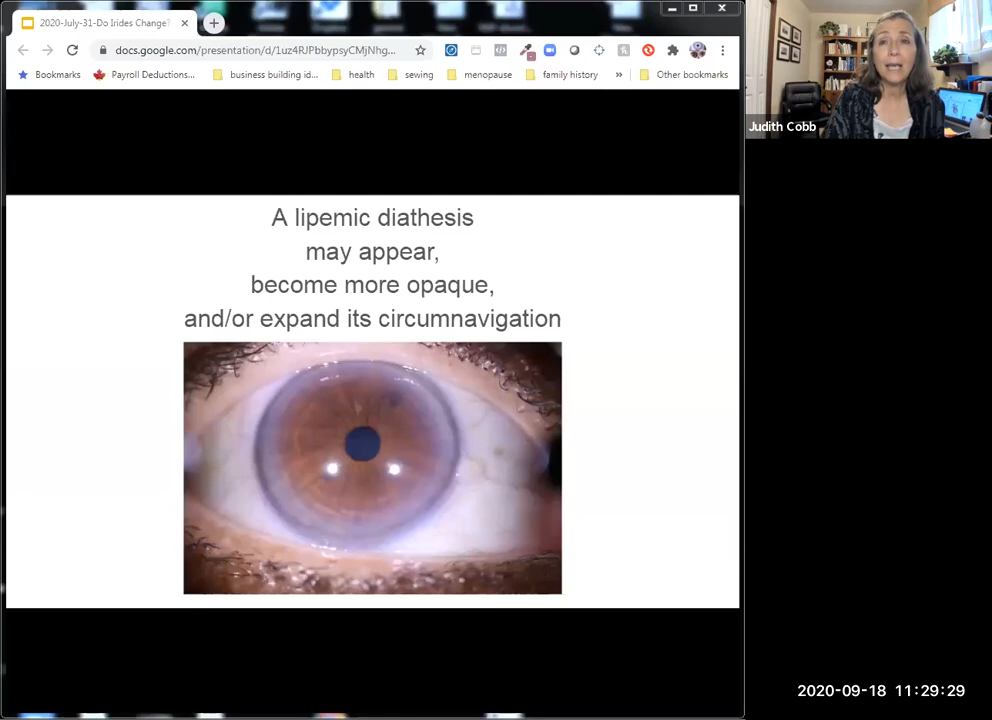 2020-July-31-Do Irides Change?
docs.google.com/presentation/d/1uz4RJPbbypsyCMjNhg...
Bookmarks
Payroll Deductions...
business building id...
health
sewing
menopause
family history
»
Other bookmarks
Judith Cobb
A lipemic diathesis
may appear,
become more opaque,
and/or expand its circumnavigation
2020-09-18 11:29:29